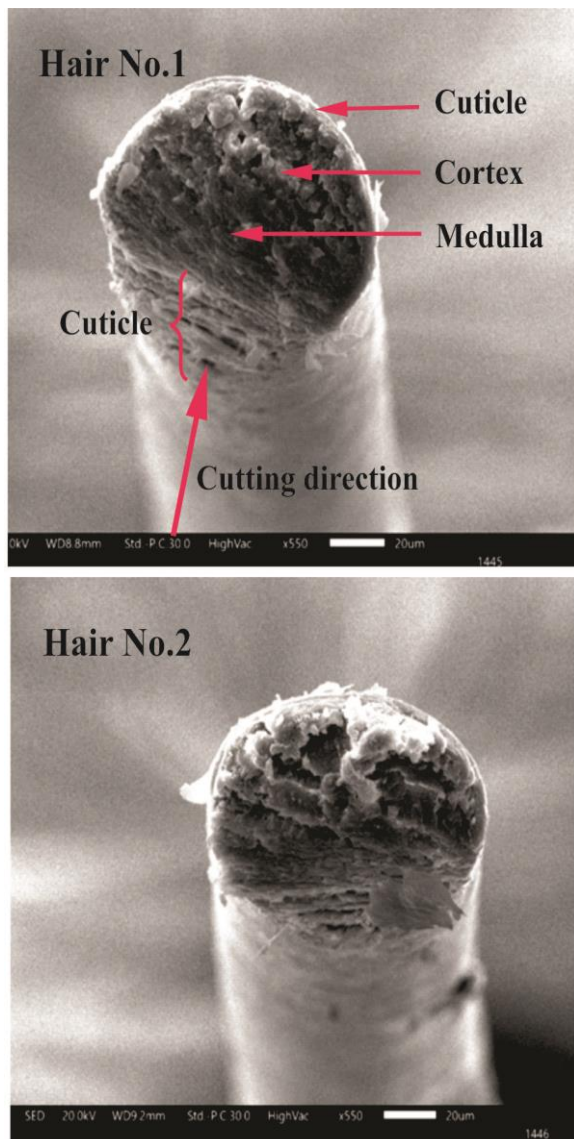 Hair No.1
Cuticle
Cortex
Medulla
Cuticle
Cutting direction
0kV WD8.8mm Std.-P C 30.0 HighVac x550 20um
1445
Hair No.2
SED 20.0kV WD9.2mm Std.-P C 30.0 HighVac x550 20um
1446